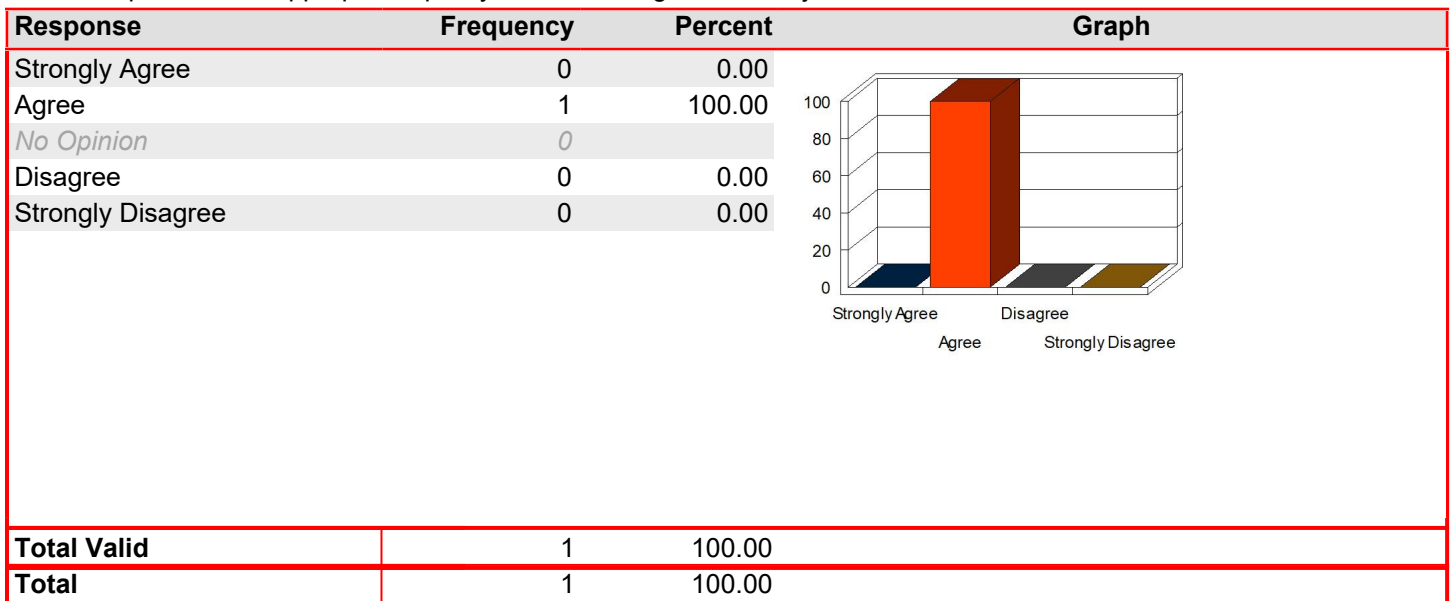 Response Frequency Percent Graph
Strongly Agree 0 0.00
Agree 1 100.00
No Opinion 0
Disagree 0 0.00
Strongly Disagree 0 0.00
100
80
60
40
20
0
Strongly Agree Disagree
Agree Strongly Disagree
Total Valid 1 100.00
Total 1 100.00